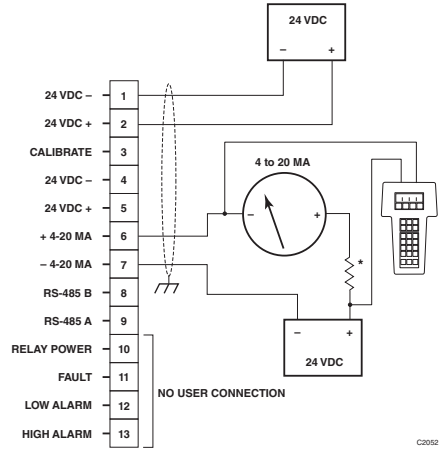 24 VDC
– +
24 VDC – 1
24 VDC + 2
CALIBRATE 3
24 VDC – 4
24 VDC + 5
+ 4-20 MA 6
– 4-20 MA 7
RS-485 B 8
RS-485 A 9
RELAY POWER 10
FAULT 11
LOW ALARM 12
HIGH ALARM 13
4 to 20 MA
– +
*
– +
24 VDC
NO USER CONNECTION
C2052